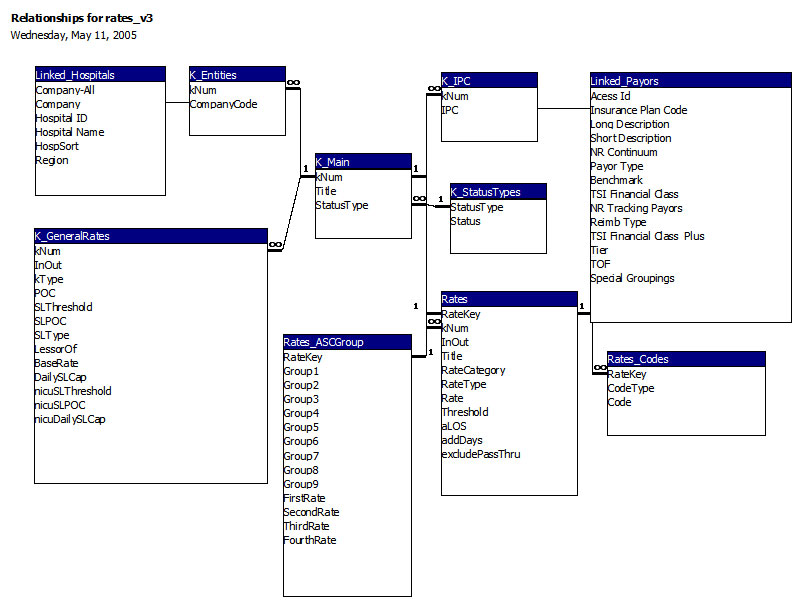 Relationships for rates_v3
Wednesday, May 11, 2005
Linked_Hospitals
Company-All
Company
Hospital ID
Hospital Name
HospSort
Region
K_Entities
kNum
CompanyCode
K_Main
kNum
Title
StatusType
K_IPC
kNum
IPC
K_StatusTypes
StatusType
Status
Linked_Payors
Acess Id
Insurance Plan Code
Long Description
Short Description
NR Continuum
Payor Type
Benchmark
TSI Financial Class
NR Tracking Payors
Reimb Type
TSI Financial Class Plus
Tier
TOF
Special Groupings
K_GeneralRates
kNum
InOut
kType
POC
SLThreshold
SLPOC
SLType
LessorOf
BaseRate
DailySLCap
nicuSLThreshold
nicuSLPOC
nicuDailySLCap
Rates_ASCGroup
RateKey
Group1
Group2
Group3
Group4
Group5
Group6
Group7
Group8
Group9
FirstRate
SecondRate
ThirdRate
FourthRate
Rates
RateKey
kNum
InOut
Title
RateCategory
RateType
Rate
Threshold
aLOS
addDays
excludePassThru
Rates_Codes
RateKey
CodeType
Code
∞
1
∞
1
∞
∞
1
1
∞
1
1
∞